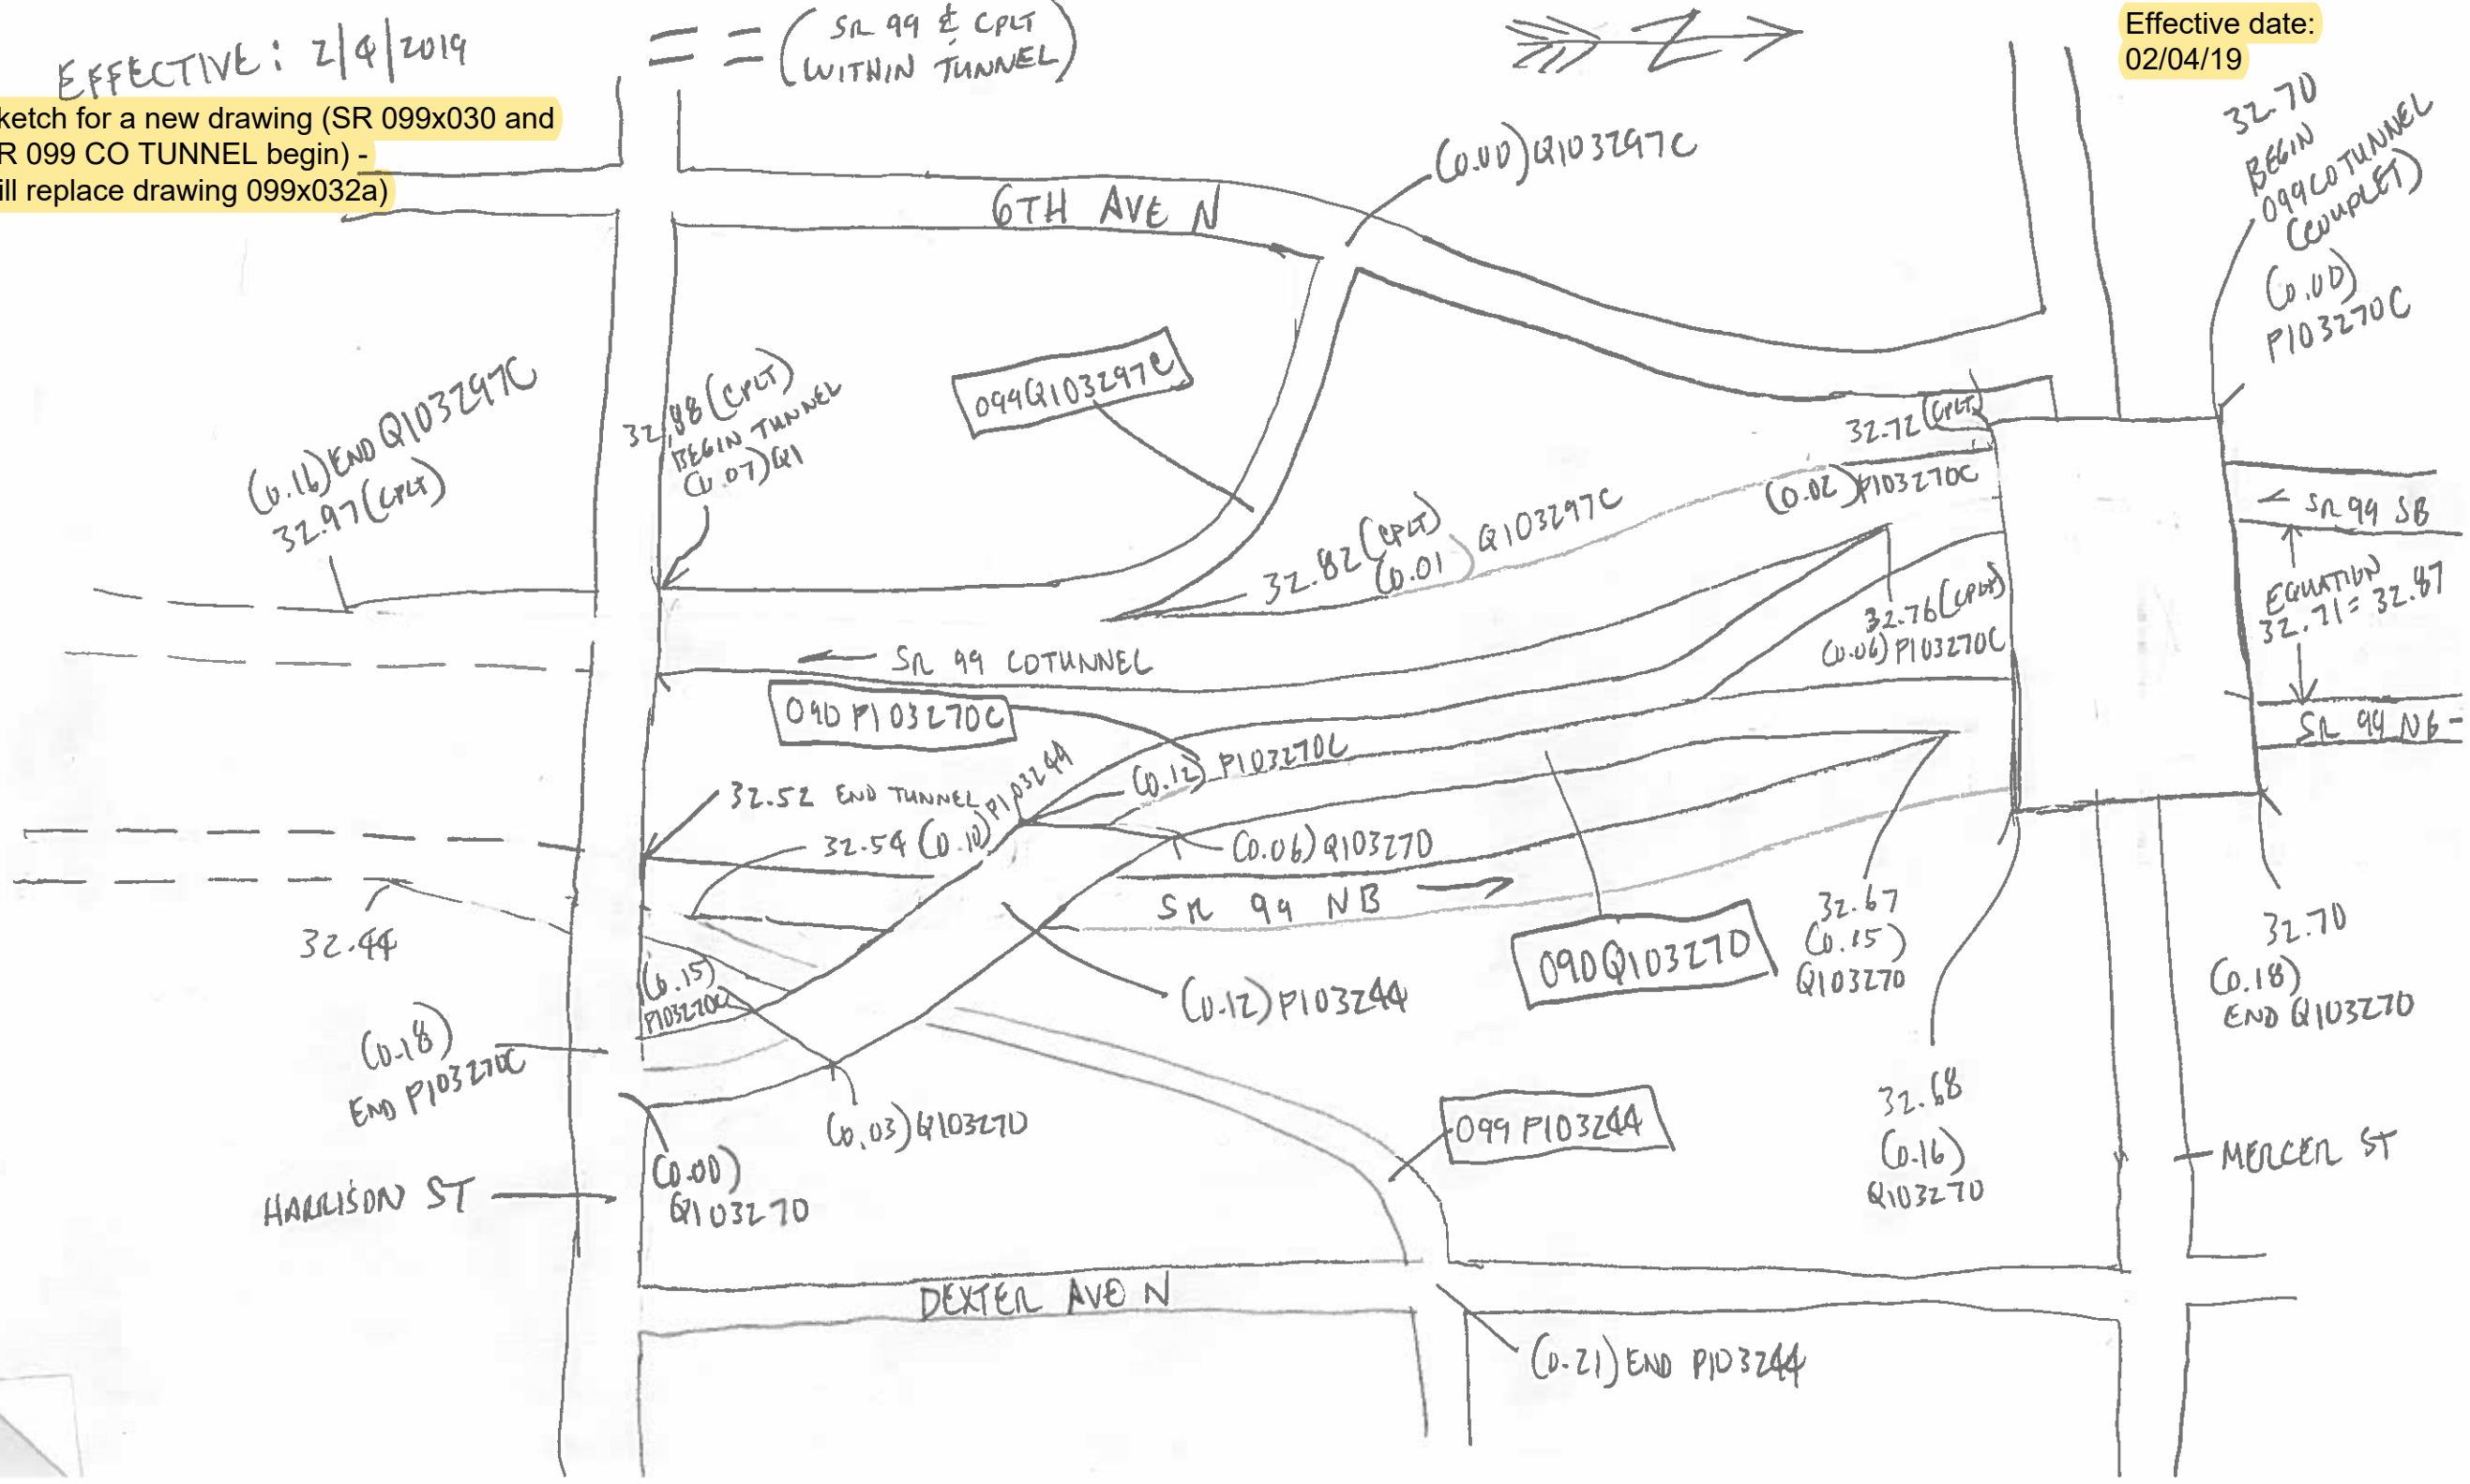 EFFECTIVE: 2/4/2019
= = (SR 99 & CPLT
WITHIN TUNNEL)
Effective date:
02/04/19
ketch for a new drawing (SR 099x030 and
R 099 CO TUNNEL begin) -
ill replace drawing 099x032a)
32.70
BEGIN
099COTUNNEL
(COUPLET)
(0.00)
P103270C
(0.00) Q103297C
6TH AVE N
099Q103297C
32.88 (CPLT)
BEGIN TUNNEL
(0.07) Q1
(0.16) END Q103297C
32.97 (CPLT)
32.72 (CPLT)
(0.02) P103270C
32.82 (CPLT)
(0.01) Q103297C
← SR 99 SB
EQUATION
32.71 = 32.87
SR 99 NB -
32.76 (CPLT)
(0.06) P103270C
← SR 99 COTUNNEL
090P103270C
(0.12) P103270C
32.52 END TUNNEL
32.54 (0.10) P103244
(0.06) Q103270
SR 99 NB →
32.44
090Q103270
32.67
(0.15)
Q103270
32.70
(0.18)
END Q103270
(0.15)
P103270C
(0.12) P103244
(0.18)
END P103270C
(0.03) Q103270
099P103244
32.68
(0.16)
Q103270
MERCER ST
HARRISON ST
(0.00)
Q103270
DEXTER AVE N
(0.21) END P103244